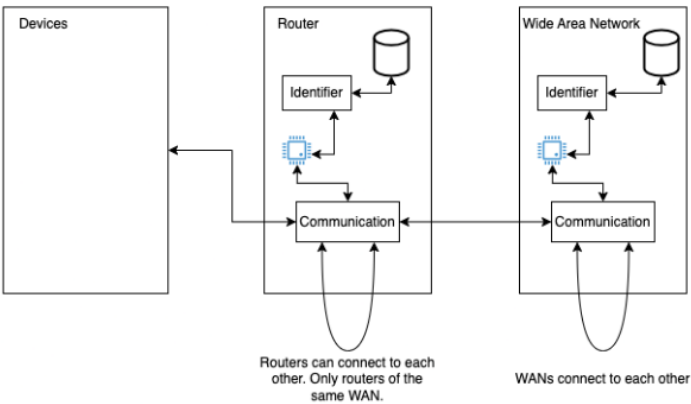 Devices
Router
Wide Area Network
Identifier
Identifier
Communication
Communication
Routers can connect to each
other. Only routers of the
same WAN.
WANs connect to each other